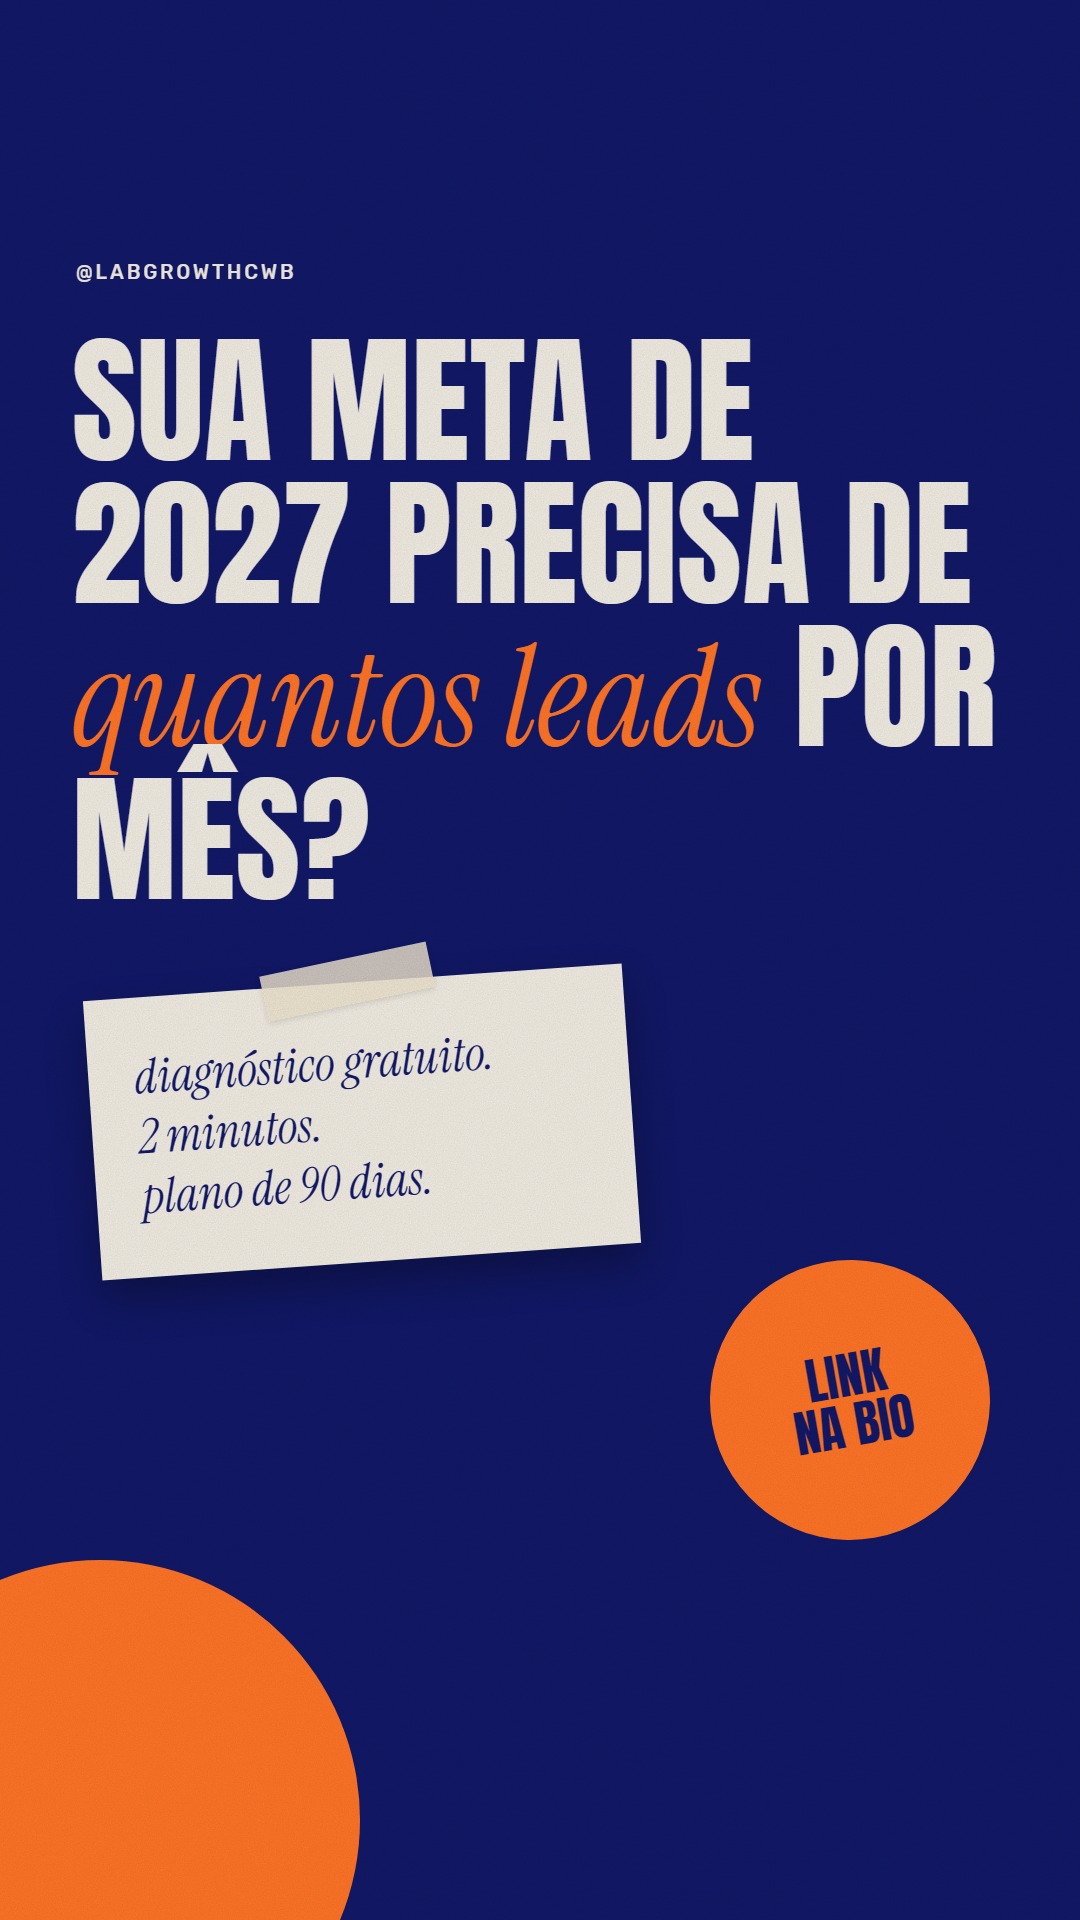 @LABGROWTHCWB
SUA META DE
2027 PRECISA DE
quantos leads POR
MÊS?
diagnóstico gratuito.
2 minutos.
plano de 90 dias.
LINK
NA BIO